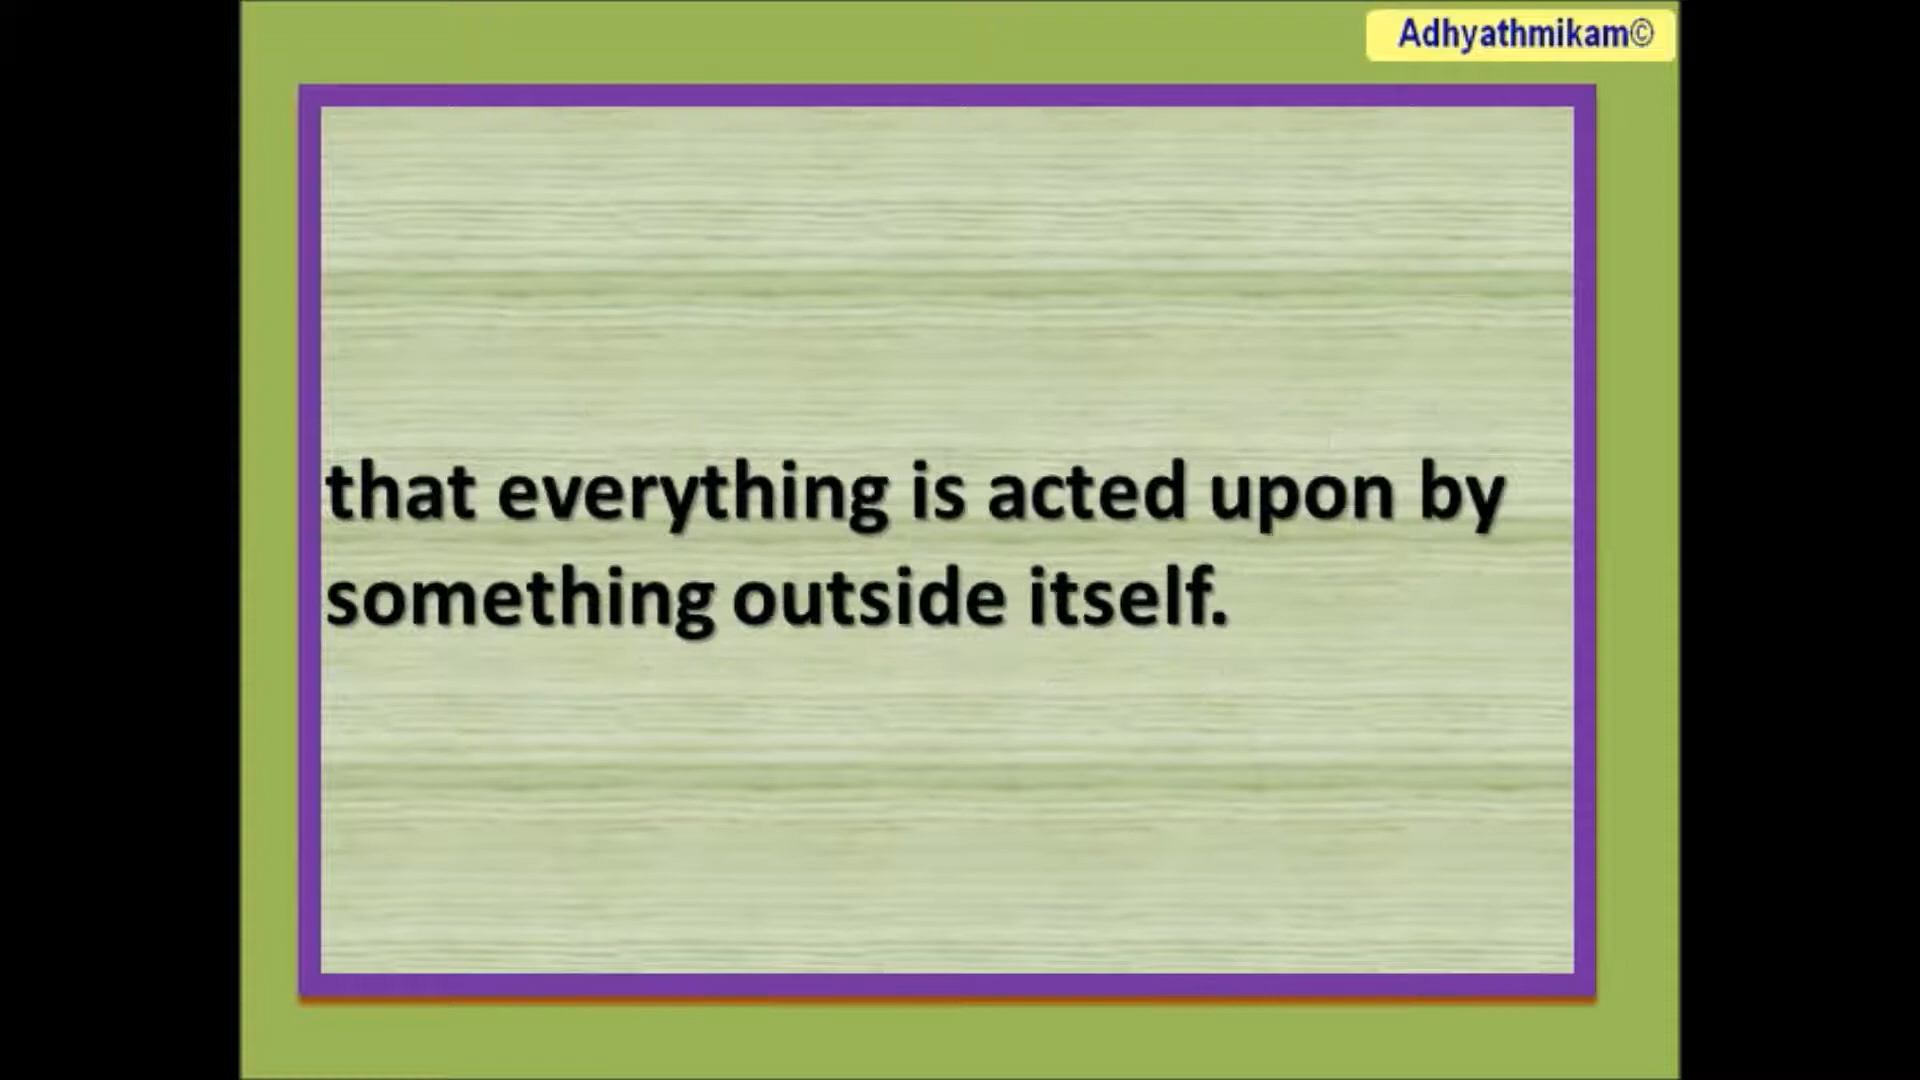 Adhyathmikam©
that everything is acted upon by
something outside itself.